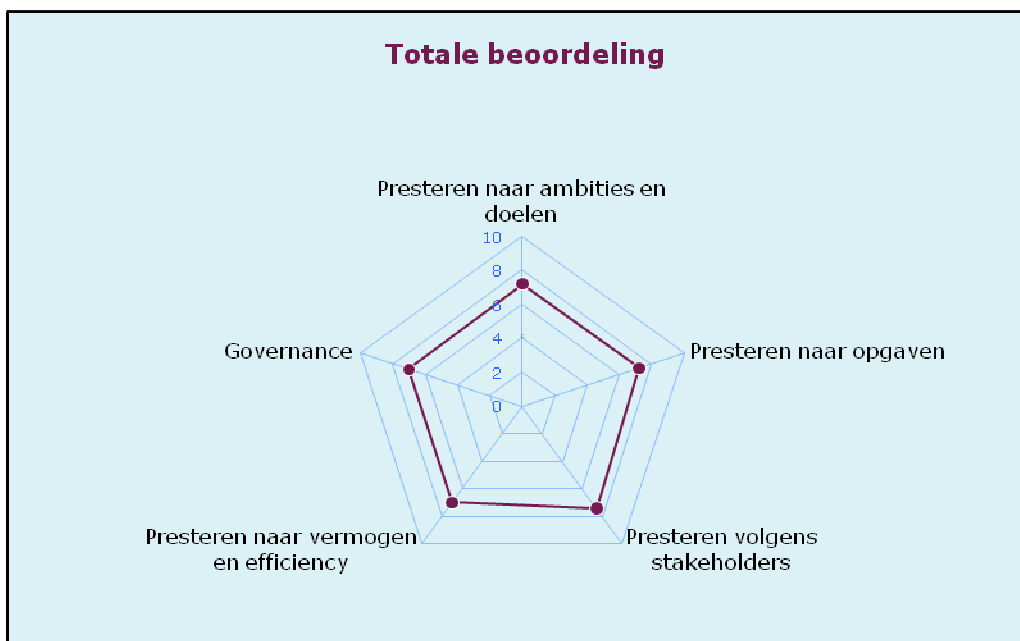 Totale beoordeling
Presteren naar ambities en
doelen
10
8
6
4
2
0
Governance
Presteren naar opgaven
Presteren naar vermogen
en efficiency
Presteren volgens
stakeholders